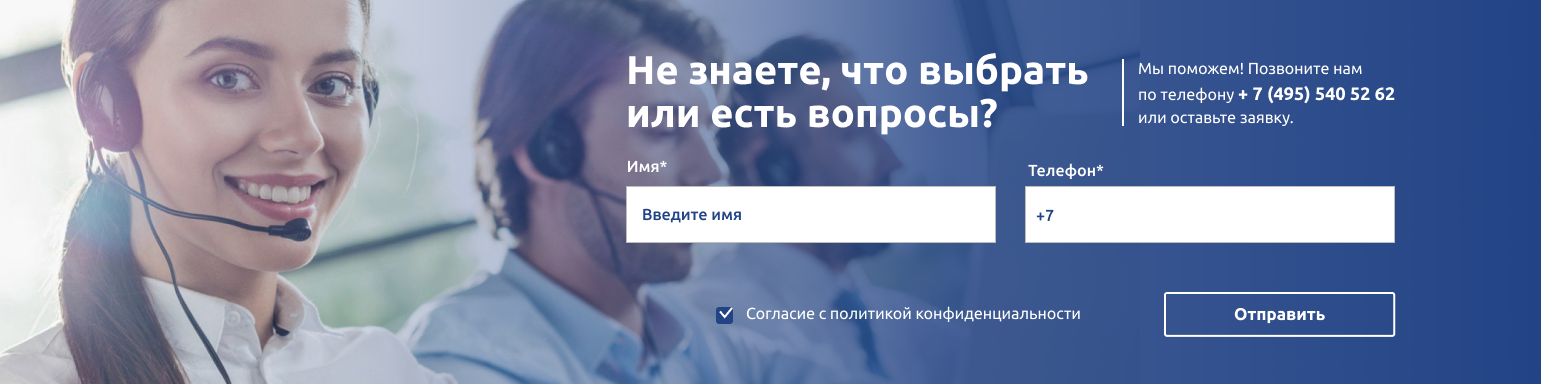 Не знаете, что выбрать
или есть вопросы?
Мы поможем! Позвоните нам
по телефону + 7 (495) 540 52 62
или оставьте заявку.
Имя*
Телефон*
Введите имя
+7
Согласие с политикой конфиденциальности
Отправить